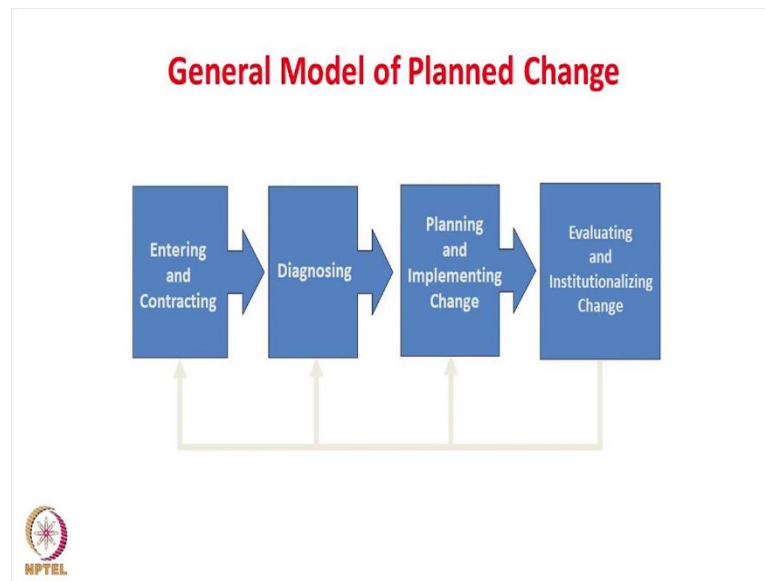 General Model of Planned Change
Entering
and
Contracting
Diagnosing
Planning
and
Implementing
Change
Evaluating
and
Institutionalizing
Change
NPTEL